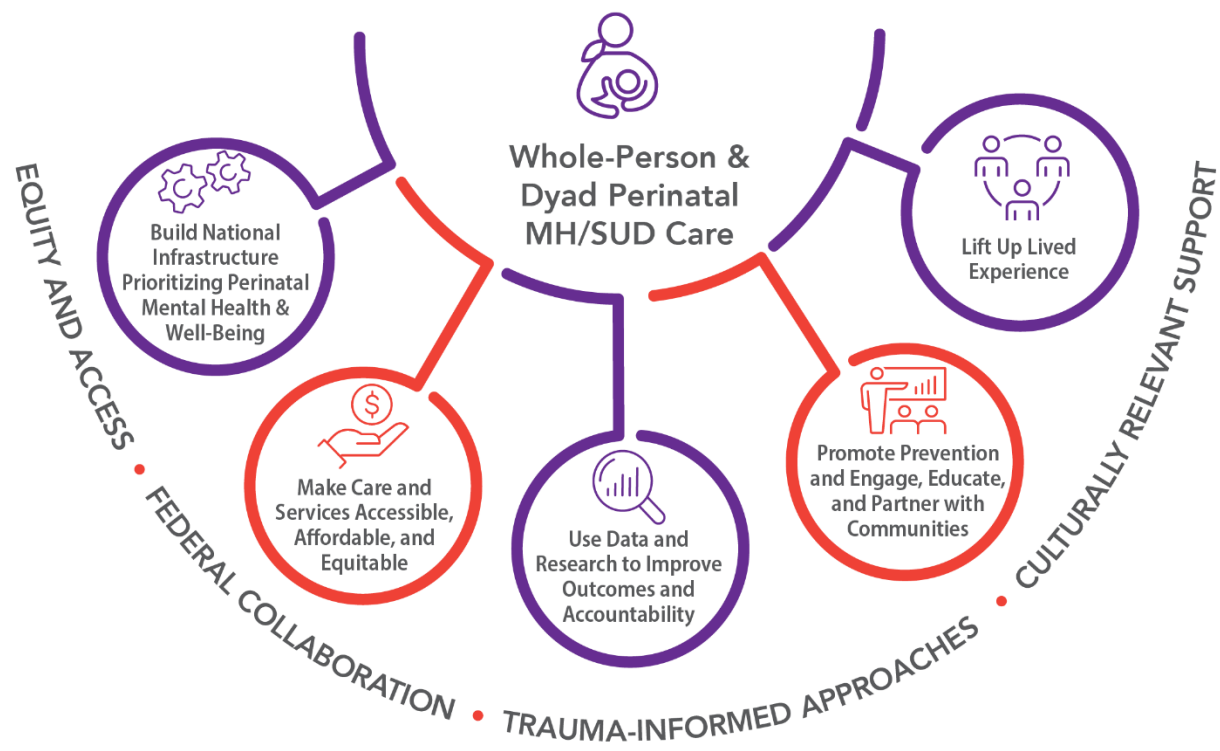 Whole-Person &
Dyad Perinatal
MH/SUD Care
Build National
Infrastructure
Prioritizing Perinatal
Mental Health &
Well-Being
$
Make Care and
Services Accessible,
Affordable, and
Equitable
Use Data and
Research to Improve
Outcomes and
Accountability
Promote Prevention
and Engage, Educate,
and Partner with
Communities
Lift Up Lived
Experience
EQUITY AND ACCESS • FEDERAL COLLABORATION • TRAUMA-INFORMED APPROACHES • CULTURALLY RELEVANT SUPPORT